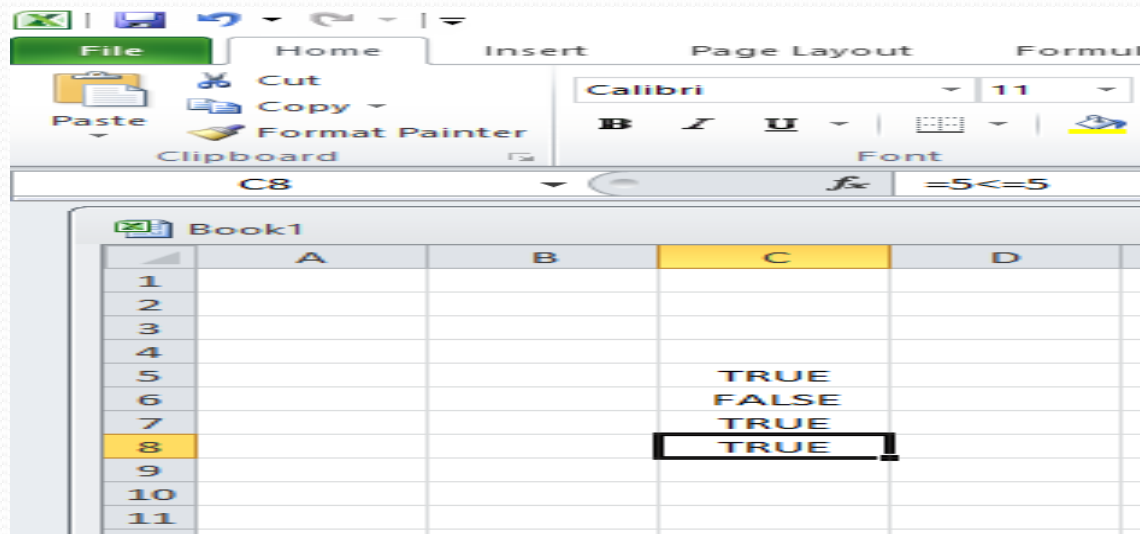 File Home Insert Page Layout
Cut
Copy
Paste
Format Painter
Clipboard
Calibri 11
B I U
Font
C8 fx =5<=5
Book1
A B C D
1
2
3
4
5 TRUE
6 FALSE
7 TRUE
8 TRUE
9
10
11